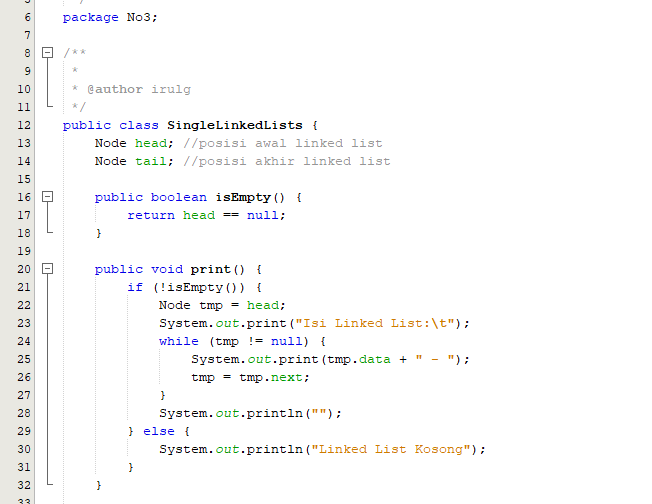 5 */
6 package No3;
7
8 /**
9 *
10 * @author irulg
11 */
12 public class SingleLinkedLists {
13 Node head; //posisi awal linked list
14 Node tail; //posisi akhir linked list
15
16 public boolean isEmpty() {
17 return head == null;
18 }
19
20 public void print() {
21 if (!isEmpty()) {
22 Node tmp = head;
23 System.out.print("Isi Linked List:\t");
24 while (tmp != null) {
25 System.out.print(tmp.data + " - ");
26 tmp = tmp.next;
27 }
28 System.out.println("");
29 } else {
30 System.out.println("Linked List Kosong");
31 }
32 }
33